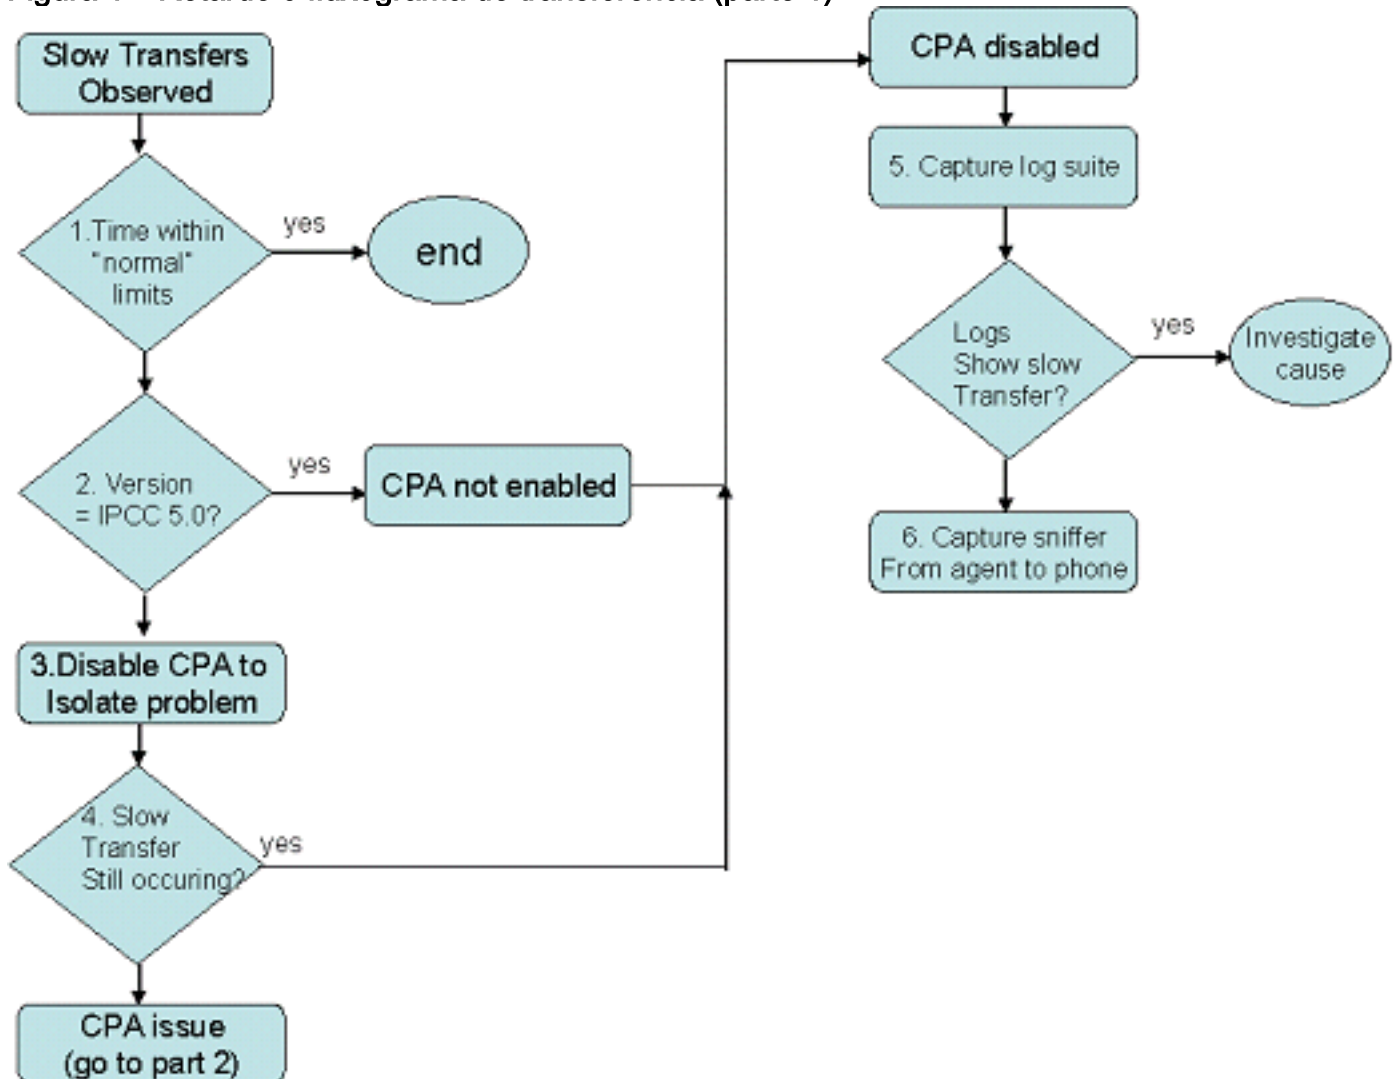 Slow Transfers
Observed
1.Time within
"normal"
limits
yes
end
2. Version
= IPCC 5.0?
yes
CPA not enabled
3.Disable CPA to
Isolate problem
4. Slow
Transfer
Still occuring?
yes
CPA issue
(go to part 2)
CPA disabled
5. Capture log suite
Logs
Show slow
Transfer?
yes
Investigate
cause
6. Capture sniffer
From agent to phone